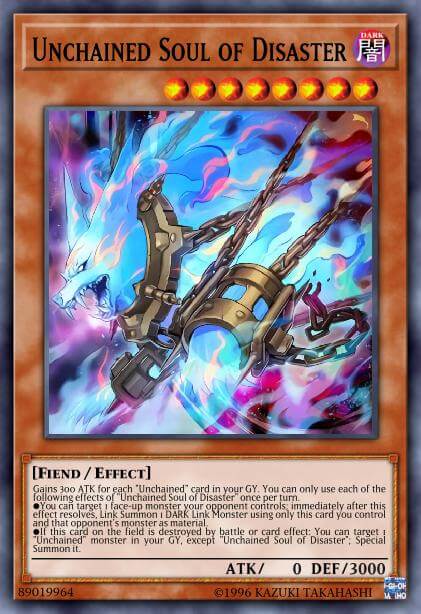 UNCHAINED SOUL OF DISASTER
DARK
闇
[FIEND / EFFECT]
Gains 300 ATK for each "Unchained" card in your GY. You can only use each of the
following effects of "Unchained Soul of Disaster" once per turn.
●You can target 1 face-up monster your opponent controls; immediately after this
effect resolves, Link Summon 1 DARK Link Monster using only this card you control
and that opponent's monster as material.
●If this card on the field is destroyed by battle or card effect: You can target 1
"Unchained" monster in your GY, except "Unchained Soul of Disaster"; Special
Summon it.
ATK/ 0 DEF/3000
89019964 ©1996 KAZUKI TAKAHASHI